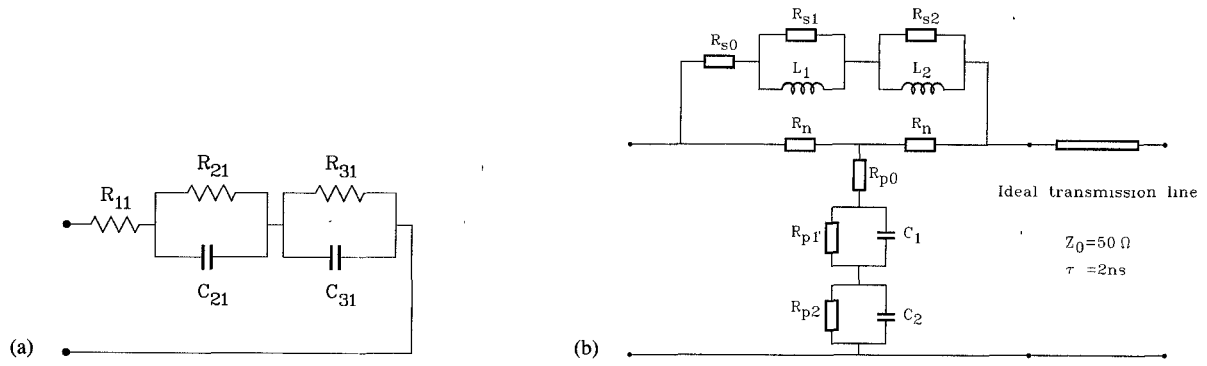 R11
R21
R31
C21
C31
(a)
Rs0
Rs1
Rs2
L1
L2
Rn
Rn
Rp0
Rp1
C1
Rp2
C2
Ideal transmission line
Z0=50 Ω
τ =2ns
(b)